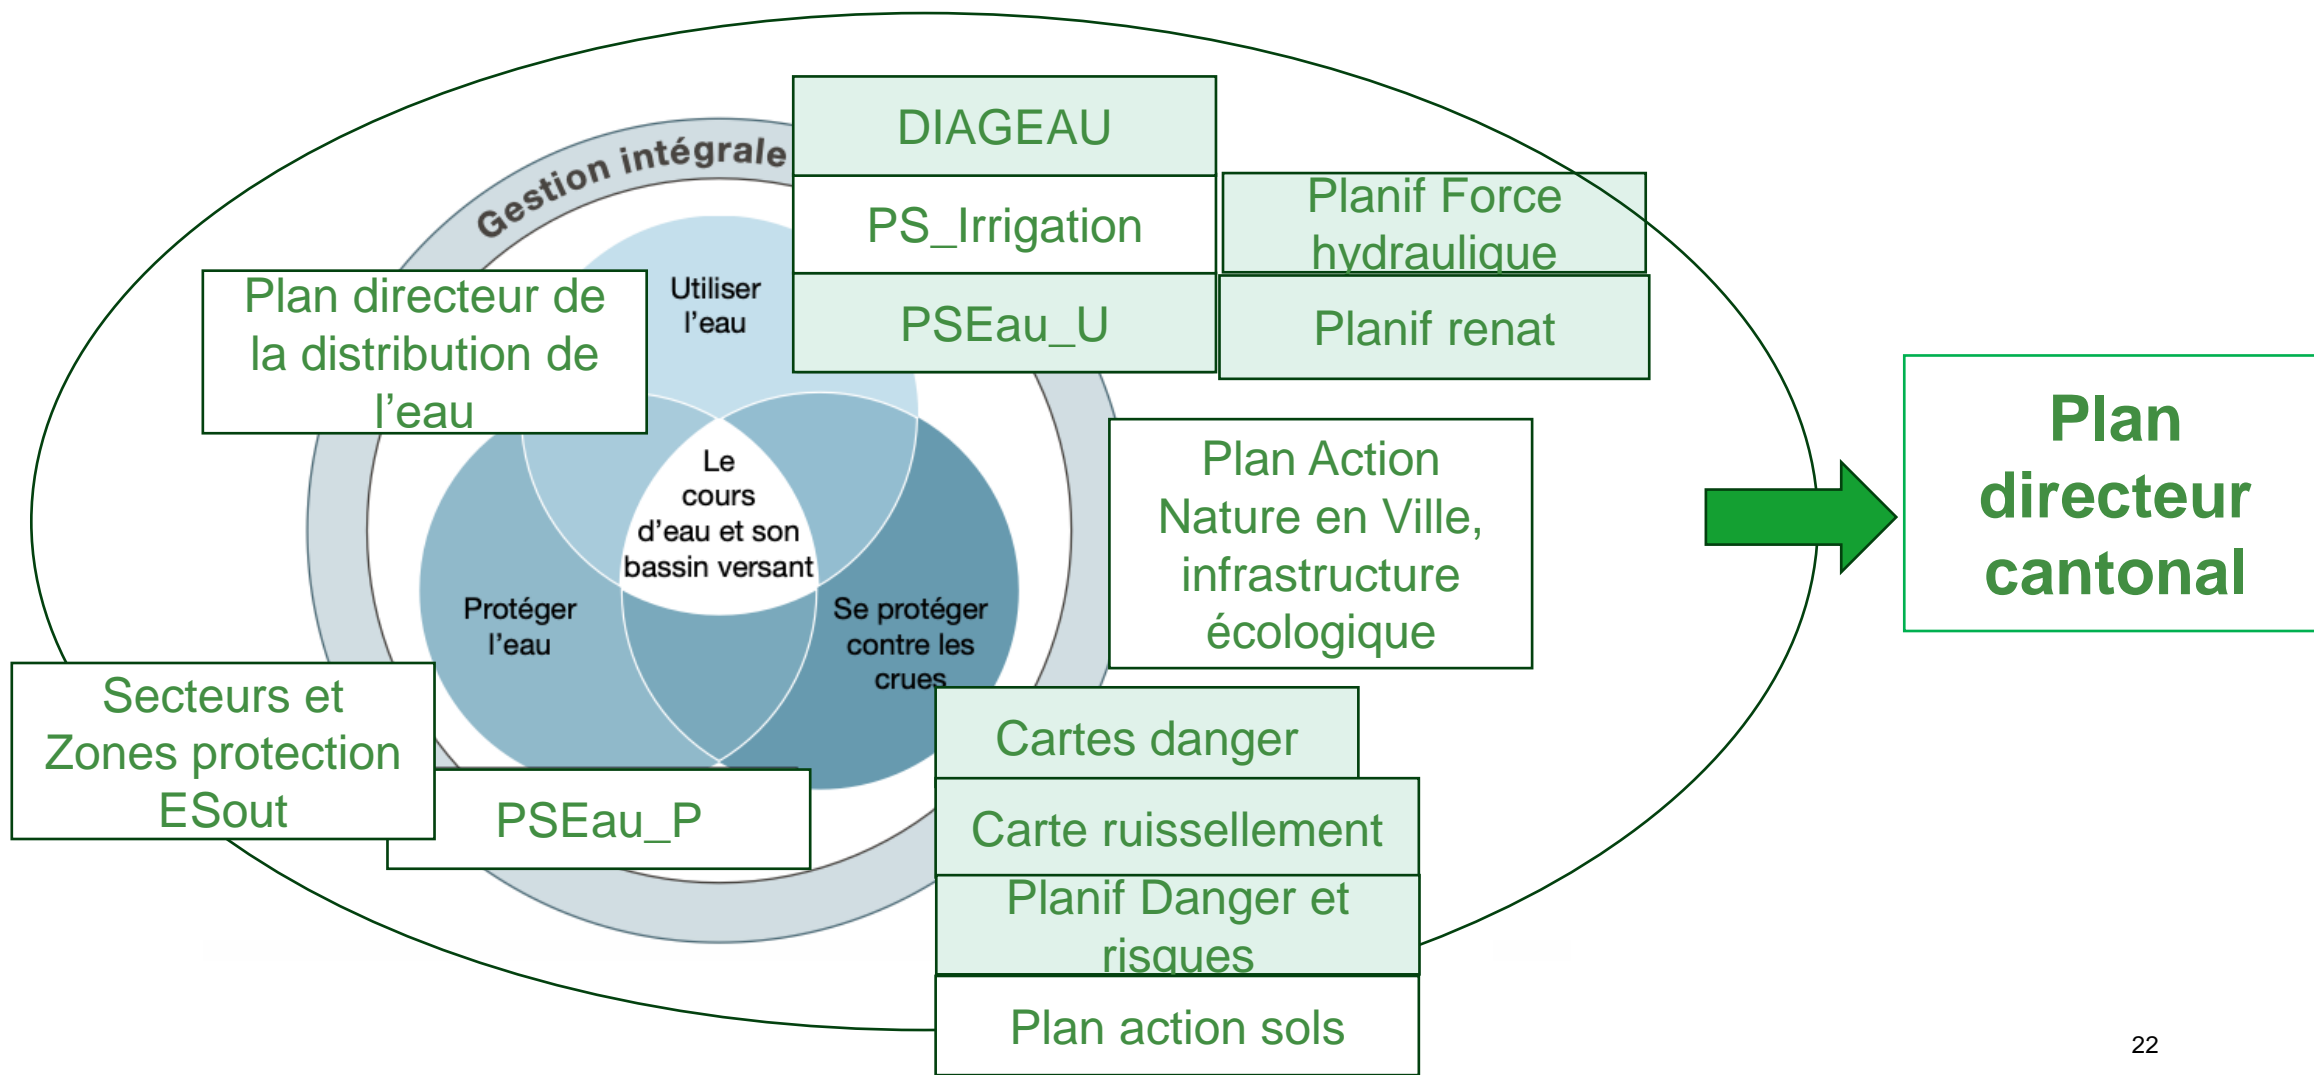 Gestion intégrale
DIAGEAU
PS_Irrigation
PSEau_U
Planif Force
hydraulique
Planif renat
Plan directeur de
la distribution de
l’eau
Utiliser
l’eau
Le
cours
d’eau et son
bassin versant
Protéger
l’eau
Se protéger
contre les
crues
Plan Action
Nature en Ville,
infrastructure
écologique
Plan
directeur
cantonal
Secteurs et
Zones protection
ESout
PSEau_P
Cartes danger
Carte ruissellement
Planif Danger et
risques
Plan action sols
22